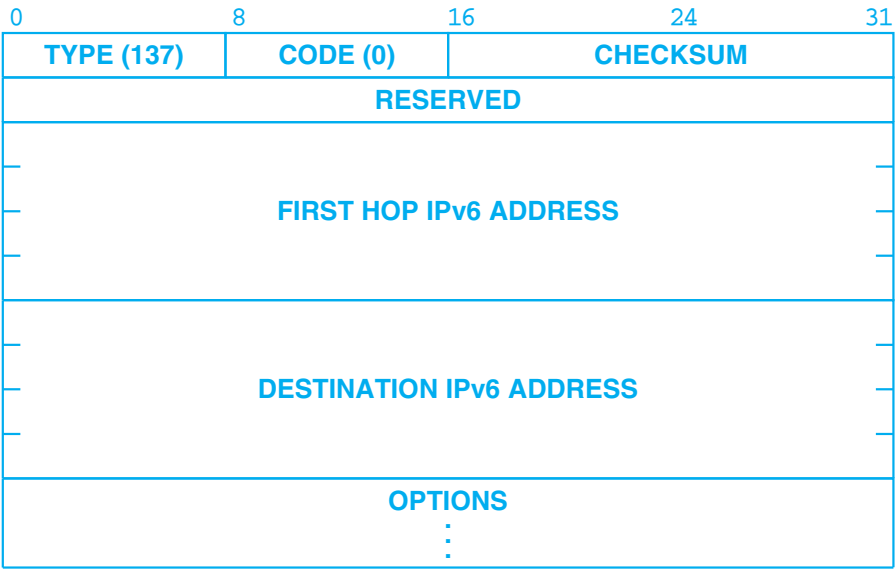 0 8 16 24 31
TYPE (137) CODE (0) CHECKSUM
RESERVED
FIRST HOP IPv6 ADDRESS
DESTINATION IPv6 ADDRESS
OPTIONS